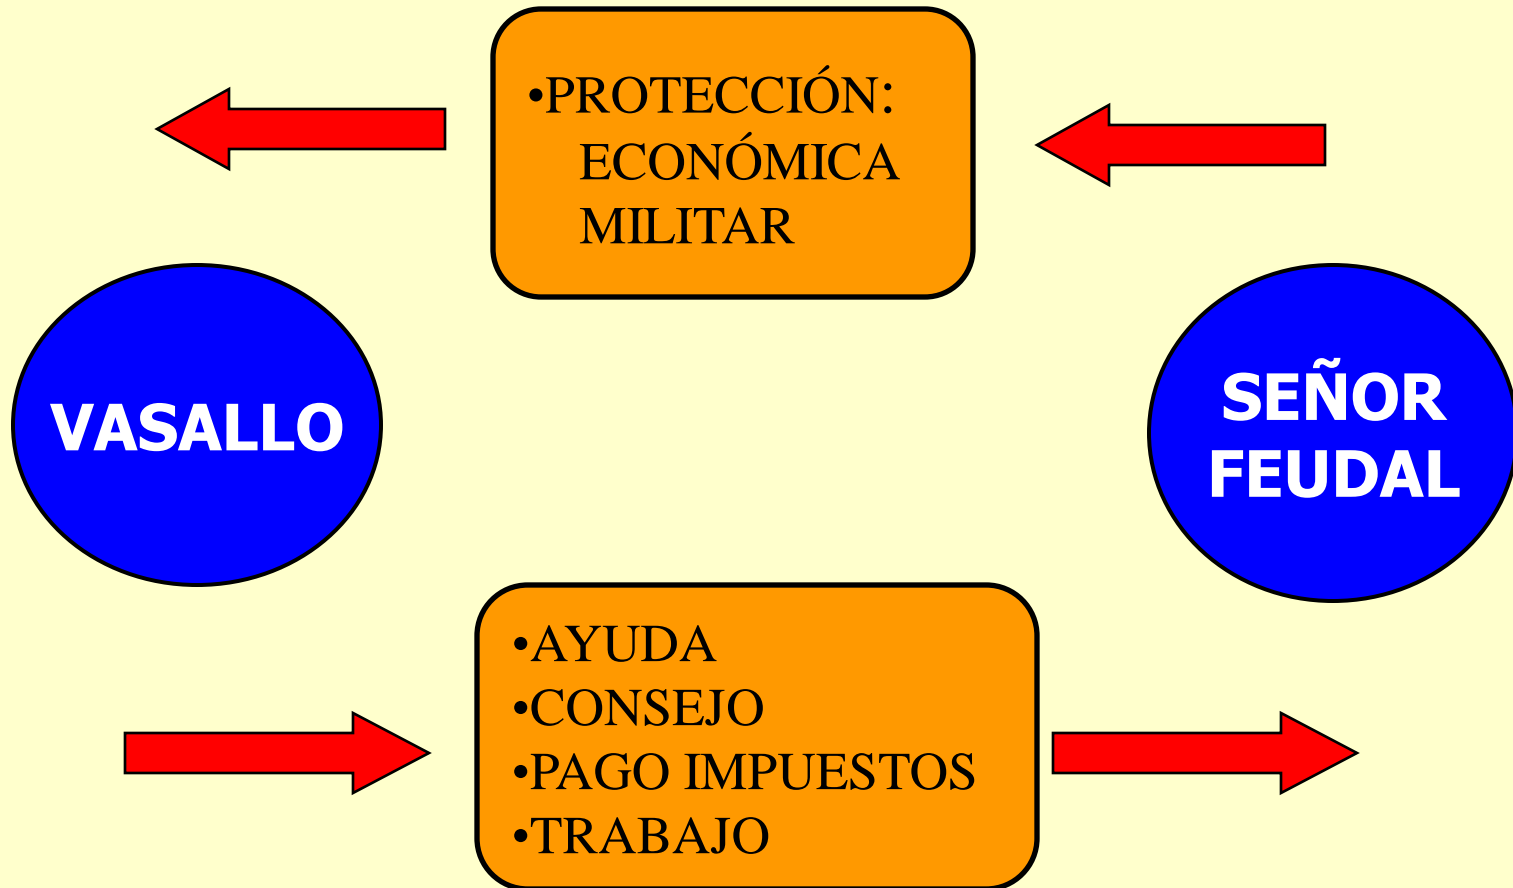 •PROTECCIÓN:
ECONÓMICA
MILITAR
VASALLO
SEÑOR
FEUDAL
•AYUDA
•CONSEJO
•PAGO IMPUESTOS
•TRABAJO